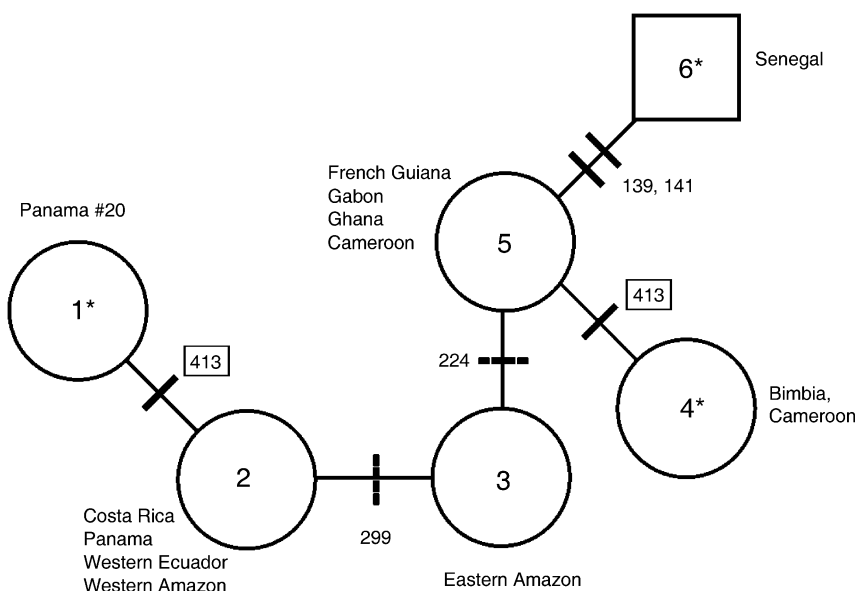 6*
Senegal
139, 141
French Guiana
Gabon
Ghana
Cameroon
5
Panama #20
1*
413
413
224
4*
Bimbia,
Cameroon
2
3
299
Costa Rica
Panama
Western Ecuador
Western Amazon
Eastern Amazon